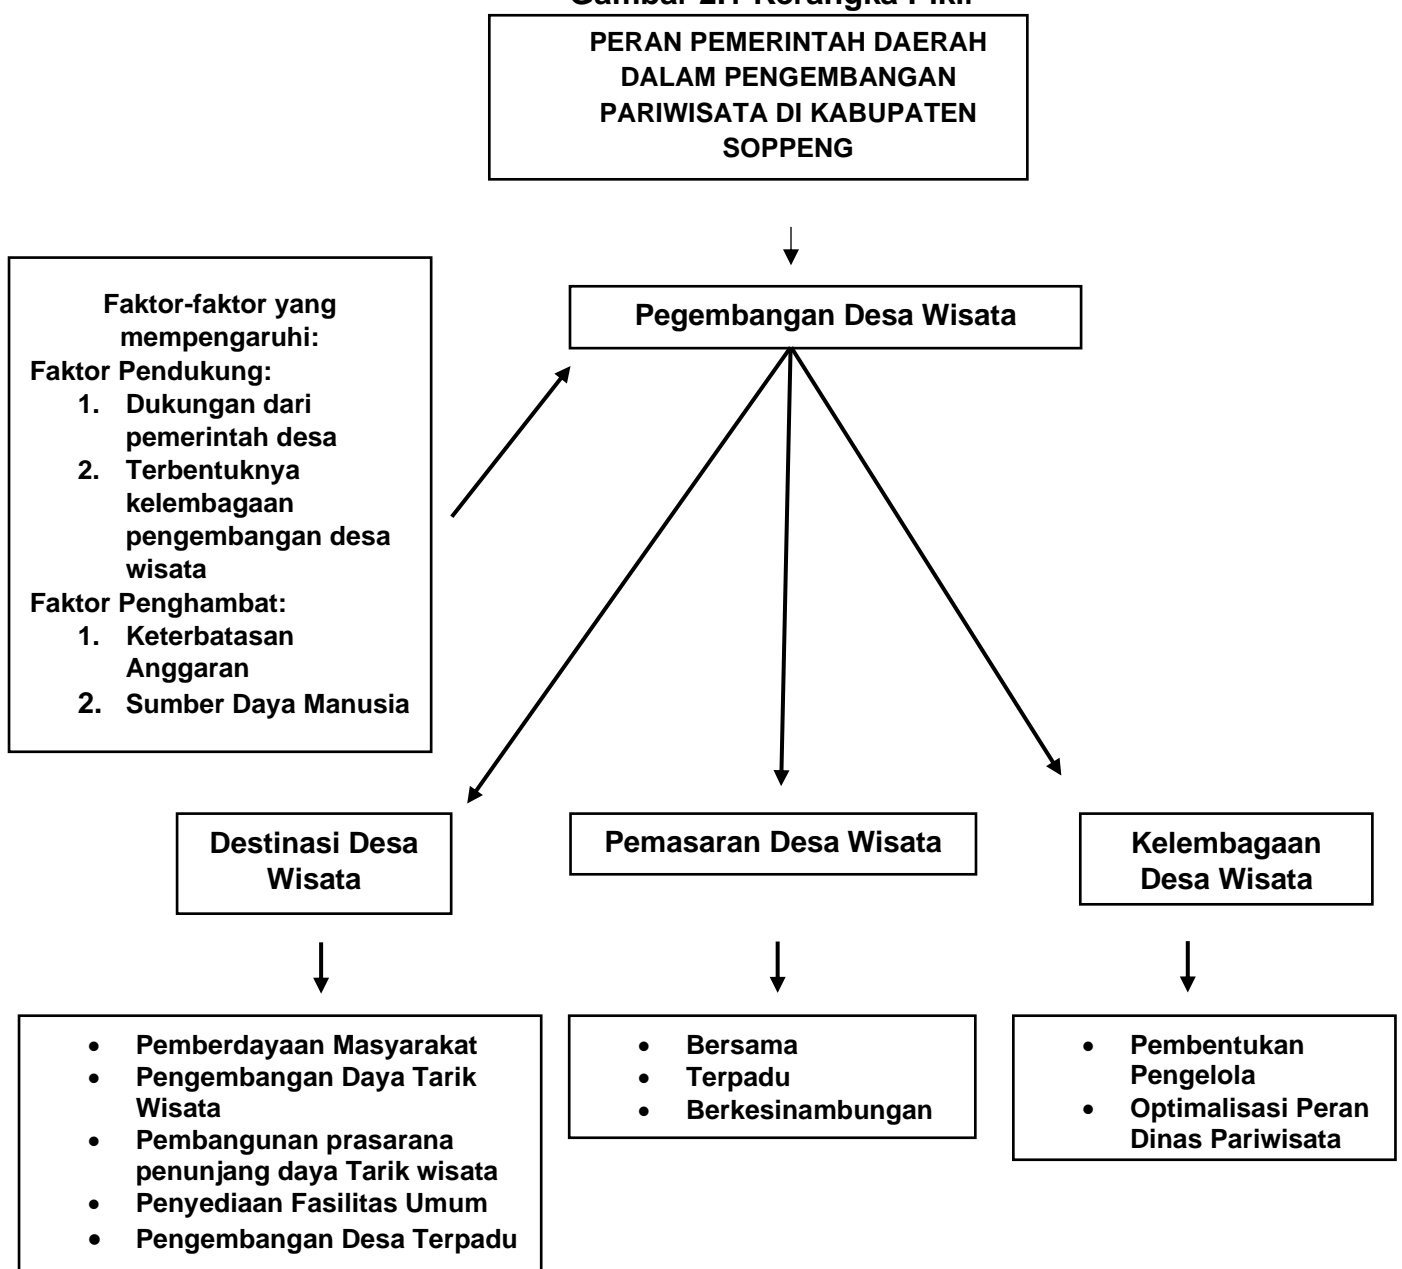 PERAN PEMERINTAH DAERAH
DALAM PENGEMBANGAN
PARIWISATA DI KABUPATEN
SOPPENG
Pegembangan Desa Wisata
Faktor-faktor yang
mempengaruhi:
Faktor Pendukung:
1. Dukungan dari
pemerintah desa
2. Terbentuknya
kelembagaan
pengembangan desa
wisata
Faktor Penghambat:
1. Keterbatasan
Anggaran
2. Sumber Daya Manusia
Destinasi Desa
Wisata
Pemasaran Desa Wisata
Kelembagaan
Desa Wisata
• Pemberdayaan Masyarakat
• Pengembangan Daya Tarik
Wisata
• Pembangunan prasarana
penunjang daya Tarik wisata
• Penyediaan Fasilitas Umum
• Pengembangan Desa Terpadu
• Bersama
• Terpadu
• Berkesinambungan
• Pembentukan
Pengelola
• Optimalisasi Peran
Dinas Pariwisata